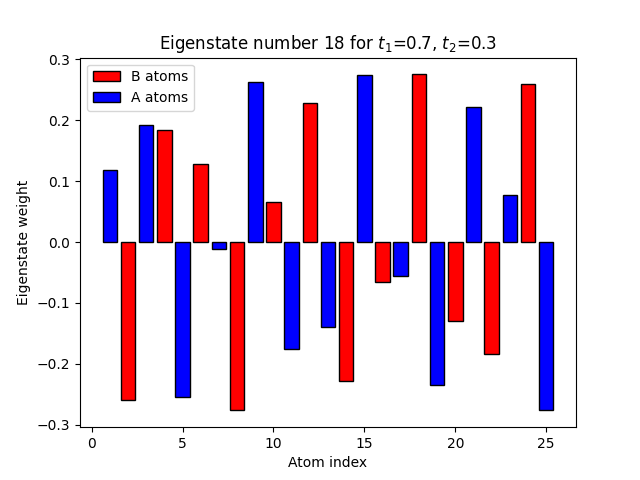 Eigenstate number 18 for t₁=0.7, t₂=0.3
B atoms
A atoms
Eigenstate weight
0.3
0.2
0.1
0.0
−0.1
−0.2
−0.3
0 5 10 15 20 25
Atom index